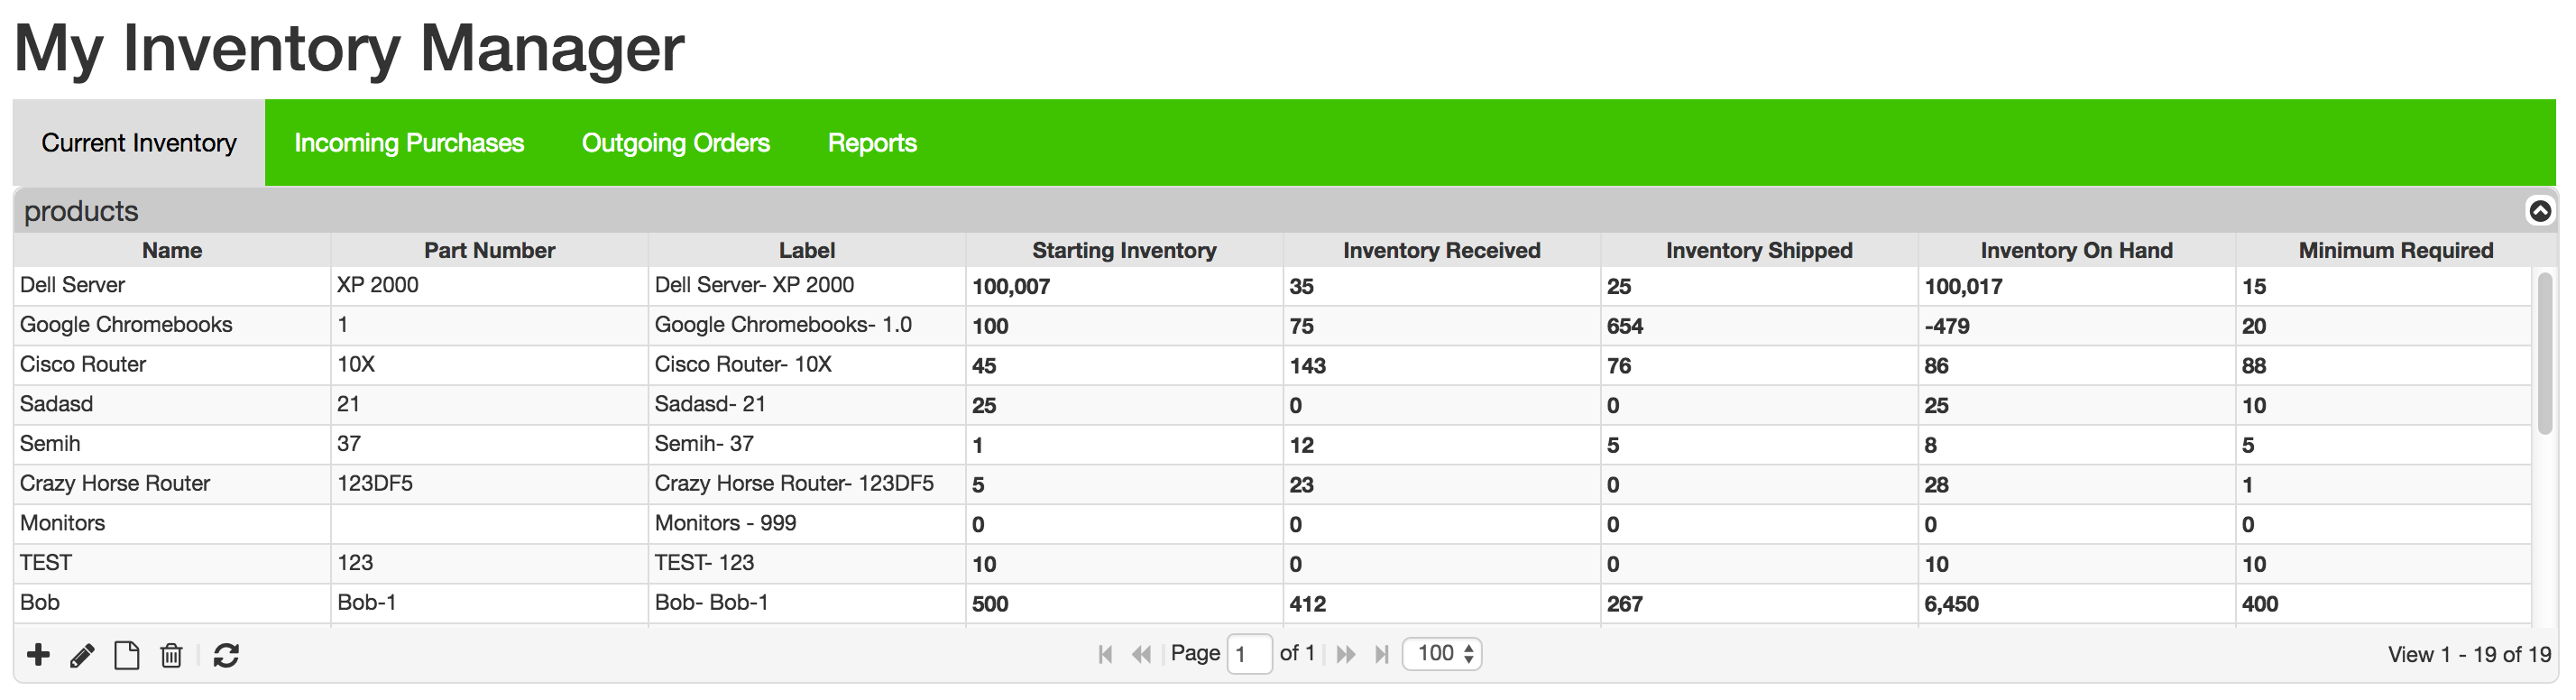 My Inventory Manager
Current Inventory Incoming Purchases Outgoing Orders Reports
products
Name Part Number Label Starting Inventory Inventory Received Inventory Shipped Inventory On Hand Minimum Required
Dell Server XP 2000 Dell Server- XP 2000 100,007 35 25 100,017 15
Google Chromebooks 1 Google Chromebooks- 1.0 100 75 654 -479 20
Cisco Router 10X Cisco Router- 10X 45 143 76 86 88
Sadasd 21 Sadasd- 21 25 0 0 25 10
Semih 37 Semih- 37 1 12 5 8 5
Crazy Horse Router 123DF5 Crazy Horse Router- 123DF5 5 23 0 28 1
Monitors Monitors - 999 0 0 0 0 0
TEST 123 TEST- 123 10 0 0 10 10
Bob Bob-1 Bob- Bob-1 500 412 267 6,450 400
Page 1 of 1 100 View 1 - 19 of 19